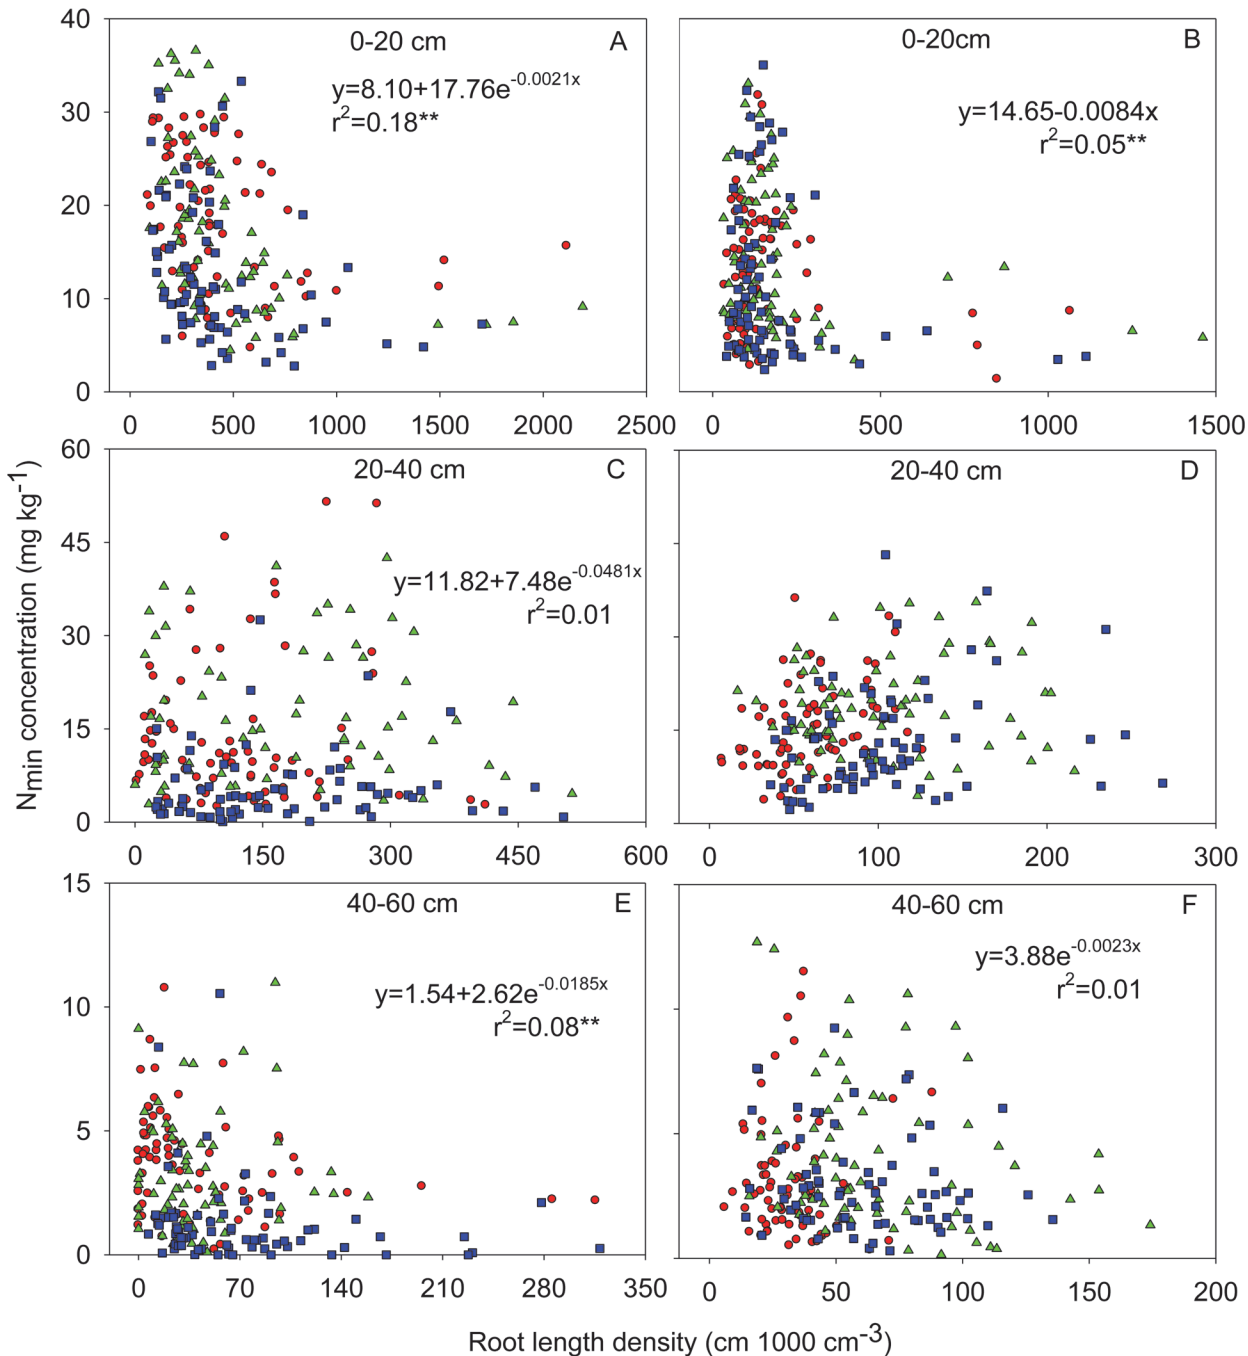 40
30
20
10
0
0-20 cm
A
y=8.10+17.76e^-0.0021x
r^2=0.18**
0
500
1000
1500
2000
2500
0-20cm
B
y=14.65-0.0084x
r^2=0.05**
0
500
1000
1500
60
45
30
15
0
20-40 cm
C
y=11.82+7.48e^-0.0481x
r^2=0.01
0
150
300
450
600
20-40 cm
D
0
100
200
300
15
10
5
0
40-60 cm
E
y=1.54+2.62e^-0.0185x
r^2=0.08**
0
70
140
210
280
350
40-60 cm
F
y=3.88e^-0.0023x
r^2=0.01
0
50
100
150
200
Nmin concentration (mg kg^-1)
Root length density (cm 1000 cm^-3)